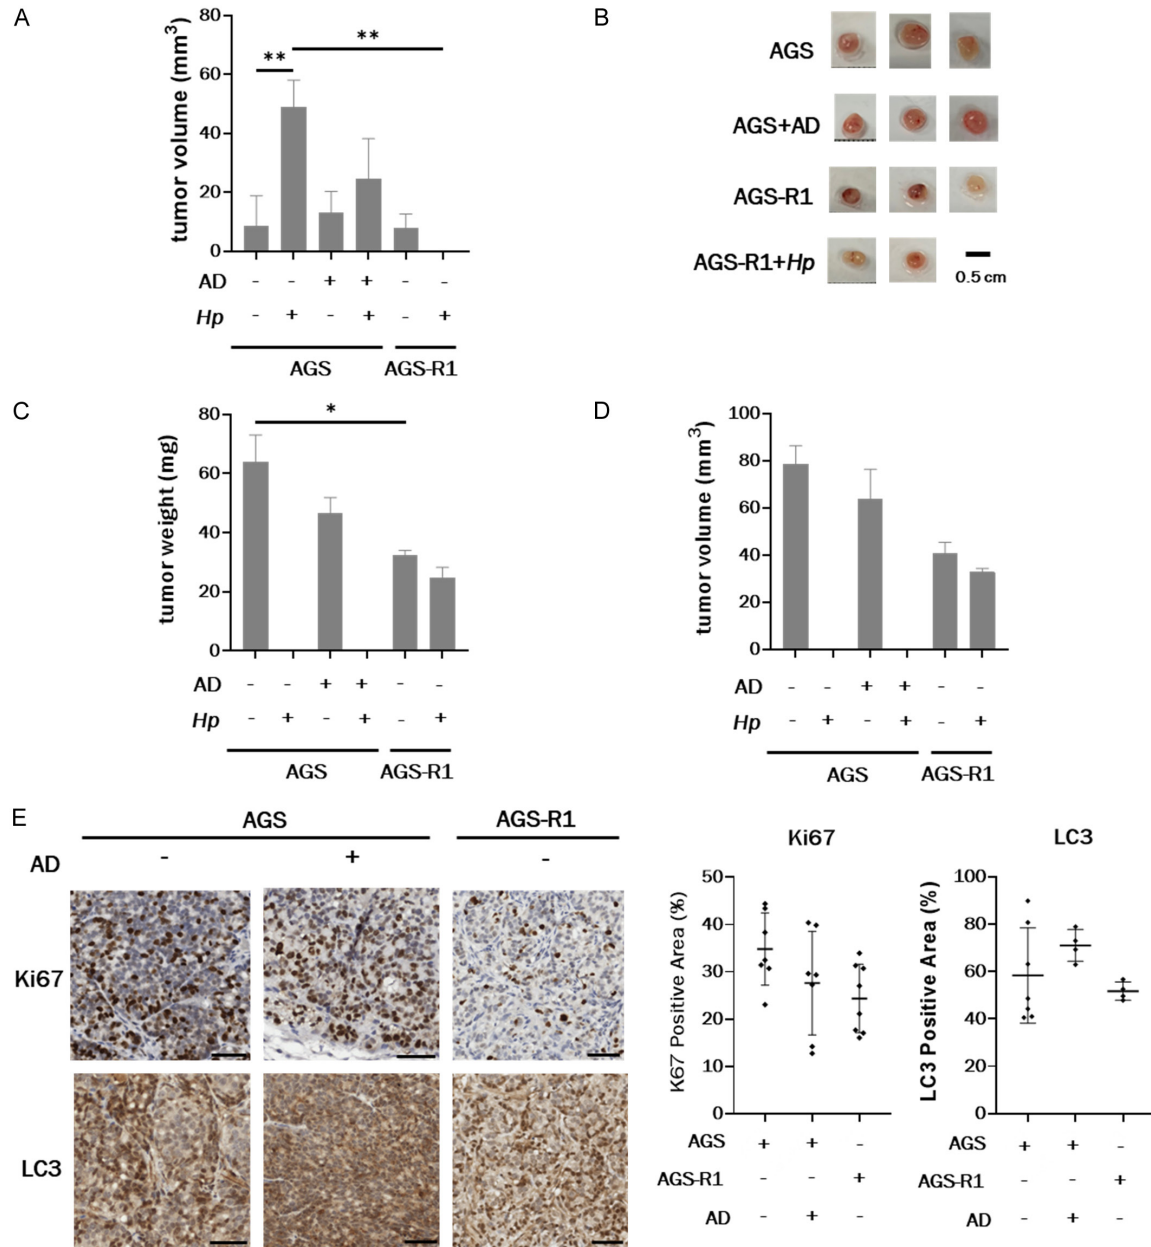 A
tumor volume (mm3)
80
60
40
20
0
** **
AD - - + + - -
Hp - + - + - +
AGS AGS-R1
B
AGS
AGS+AD
AGS-R1
AGS-R1+Hp
0.5 cm
C
tumor weight (mg)
80
60
40
20
0
*
AD - - + + - -
Hp - + - + - +
AGS AGS-R1
D
tumor volume (mm3)
100
80
60
40
20
0
AD - - + + - -
Hp - + - + - +
AGS AGS-R1
E
AGS AGS-R1
AD - + -
Ki67
LC3
Ki67
K67 Positive Area (%)
50
40
30
20
10
0
AGS + + -
AGS-R1 - - +
AD - + -
LC3
LC3 Positive Area (%)
100
80
60
40
20
0
AGS + + -
AGS-R1 - - +
AD - + -